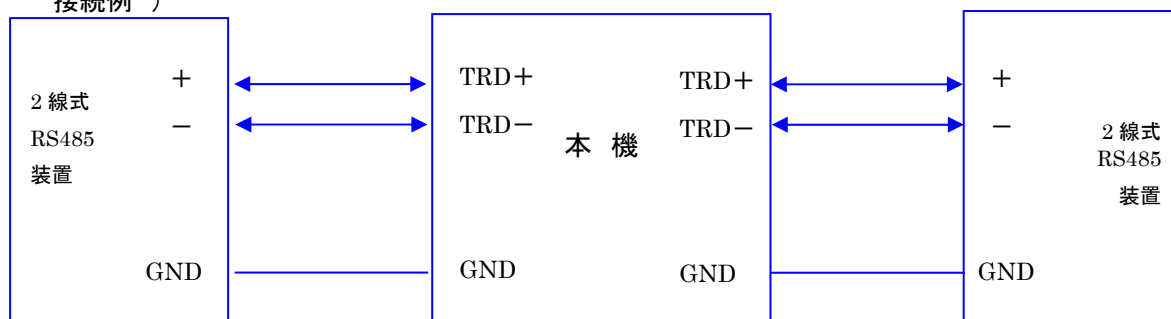 接続例 )
+ TRD+ TRD+ +
2 線式 2 線式
− TRD− TRD− −
RS485 本 機 RS485
装置 装置
GND GND GND GND